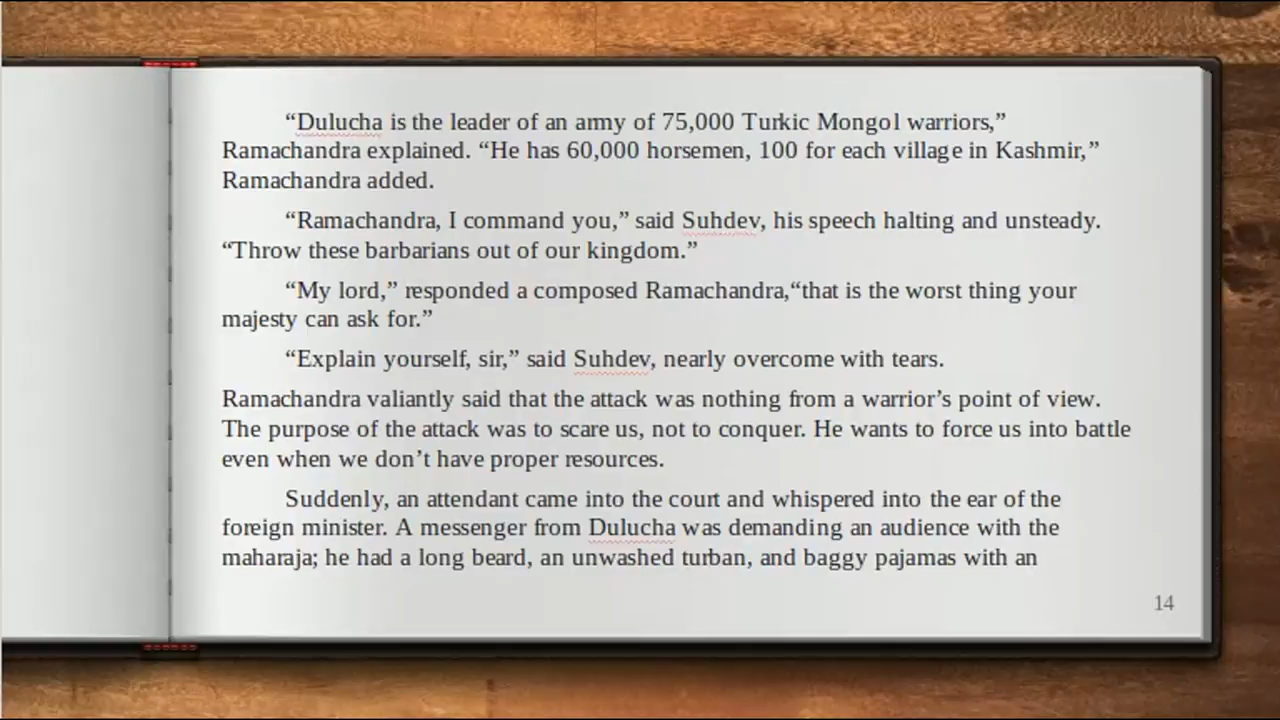 “Dulucha is the leader of an army of 75,000 Turkic Mongol warriors,”
Ramachandra explained. “He has 60,000 horsemen, 100 for each village in Kashmir,”
Ramachandra added.
“Ramachandra, I command you,” said Suhdev, his speech halting and unsteady.
“Throw these barbarians out of our kingdom.”
“My lord,” responded a composed Ramachandra,“that is the worst thing your
majesty can ask for.”
“Explain yourself, sir,” said Suhdev, nearly overcome with tears.
Ramachandra valiantly said that the attack was nothing from a warrior’s point of view.
The purpose of the attack was to scare us, not to conquer. He wants to force us into battle
even when we don’t have proper resources.
Suddenly, an attendant came into the court and whispered into the ear of the
foreign minister. A messenger from Dulucha was demanding an audience with the
maharaja; he had a long beard, an unwashed turban, and baggy pajamas with an
14